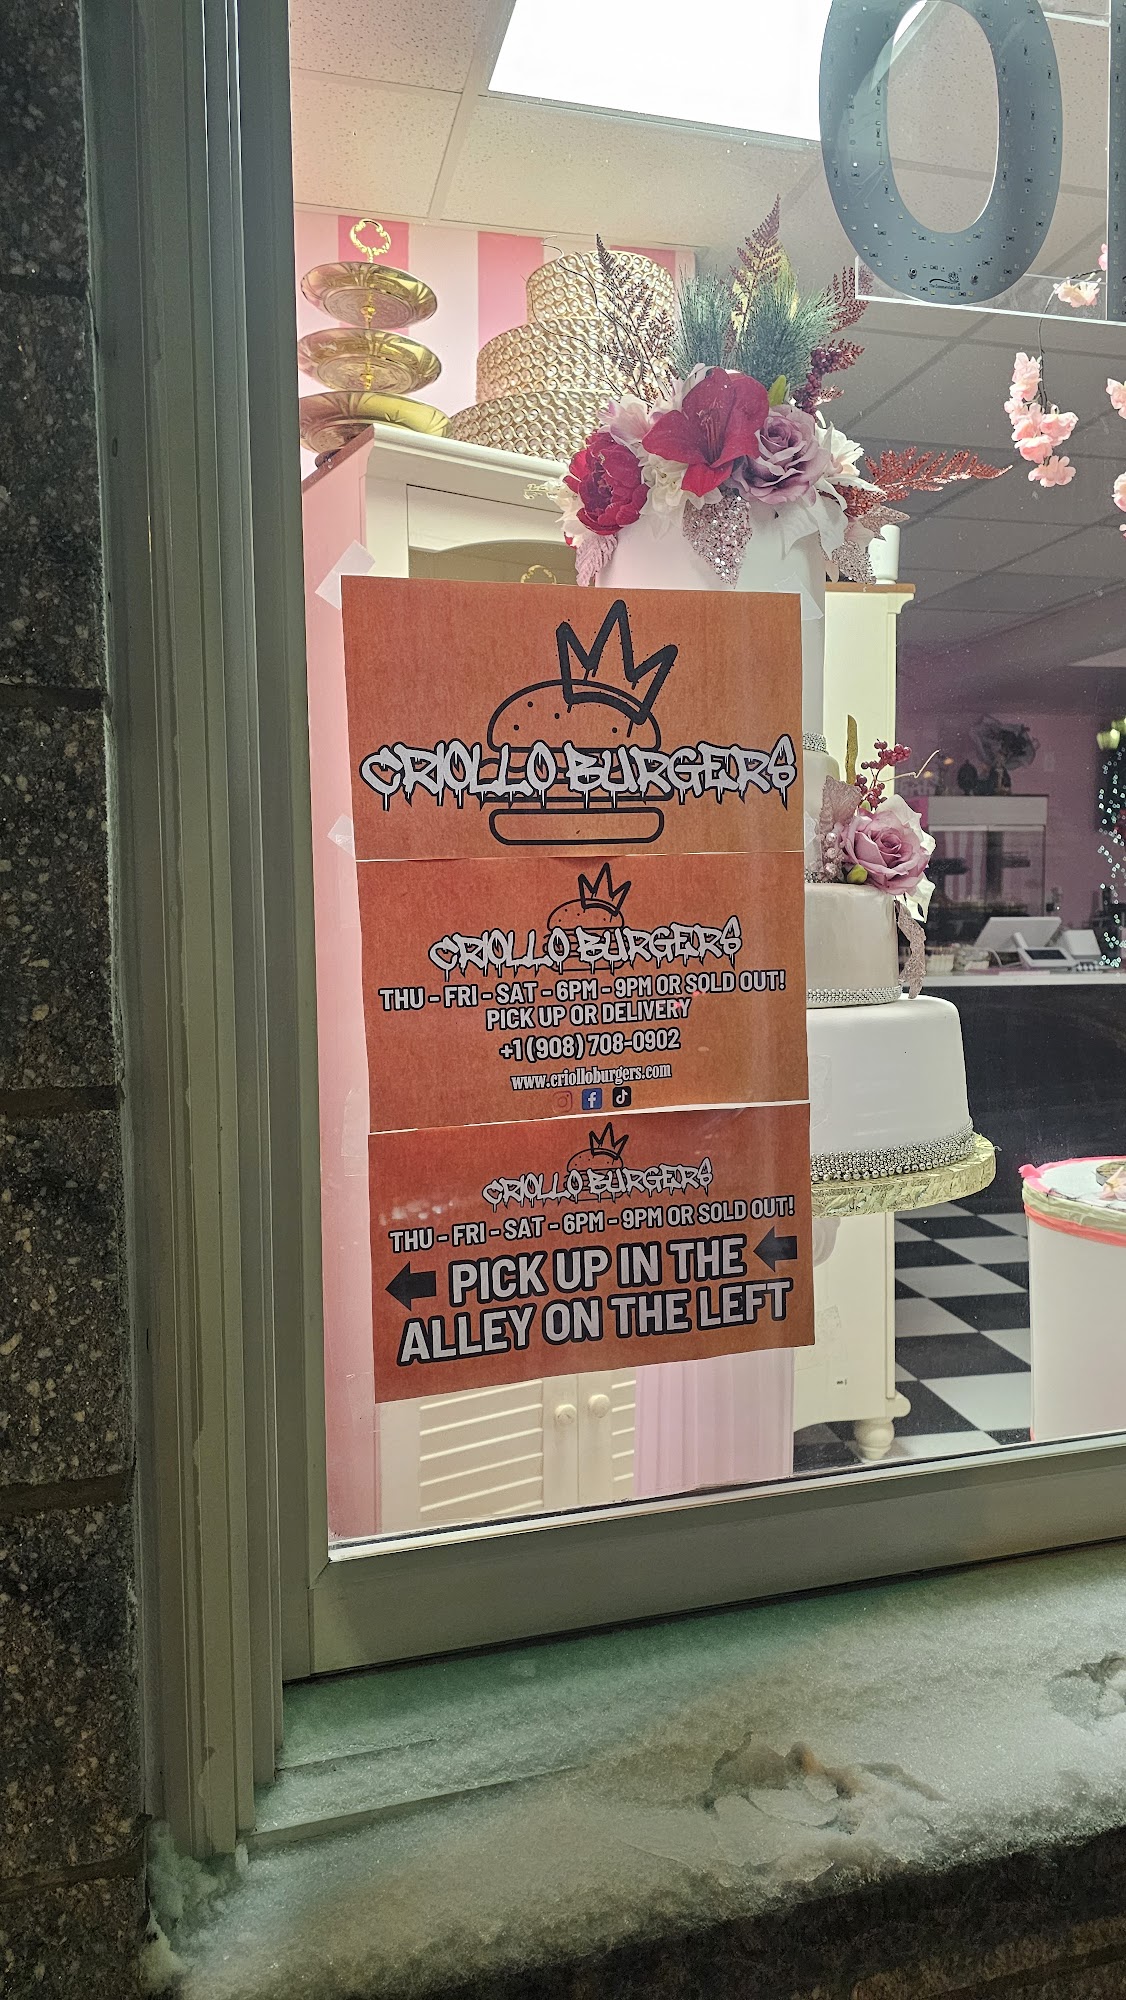 CRIOLLO BURGERS
CRIOLLO BURGERS
THU - FRI - SAT - 6PM - 9PM OR SOLD OUT!
PICK UP OR DELIVERY
+1 (908) 708-0902
www.criolloburgers.com
CRIOLLO BURGERS
THU - FRI - SAT - 6PM - 9PM OR SOLD OUT!
PICK UP IN THE
ALLEY ON THE LEFT
O